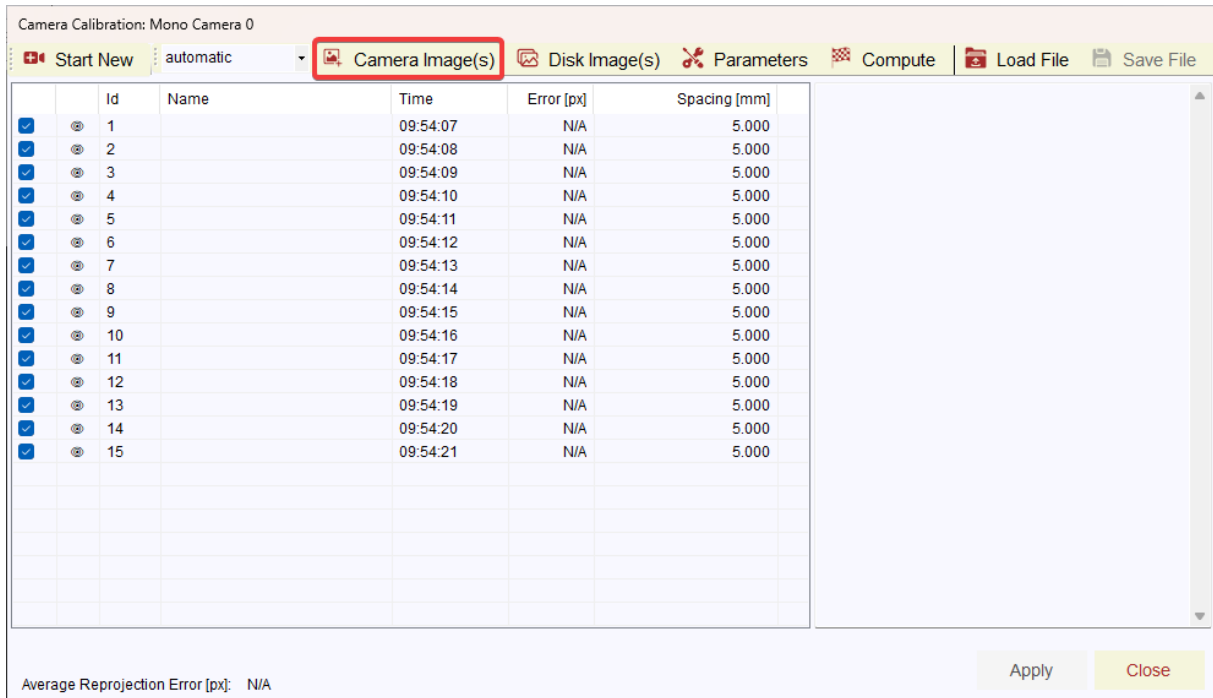 Camera Calibration: Mono Camera 0
Start New automatic Camera Image(s) Disk Image(s) Parameters Compute Load File Save File
Id Name Time Error [px] Spacing [mm]
1 09:54:07 N/A 5.000
2 09:54:08 N/A 5.000
3 09:54:09 N/A 5.000
4 09:54:10 N/A 5.000
5 09:54:11 N/A 5.000
6 09:54:12 N/A 5.000
7 09:54:13 N/A 5.000
8 09:54:14 N/A 5.000
9 09:54:15 N/A 5.000
10 09:54:16 N/A 5.000
11 09:54:17 N/A 5.000
12 09:54:18 N/A 5.000
13 09:54:19 N/A 5.000
14 09:54:20 N/A 5.000
15 09:54:21 N/A 5.000
Apply Close
Average Reprojection Error [px]: N/A